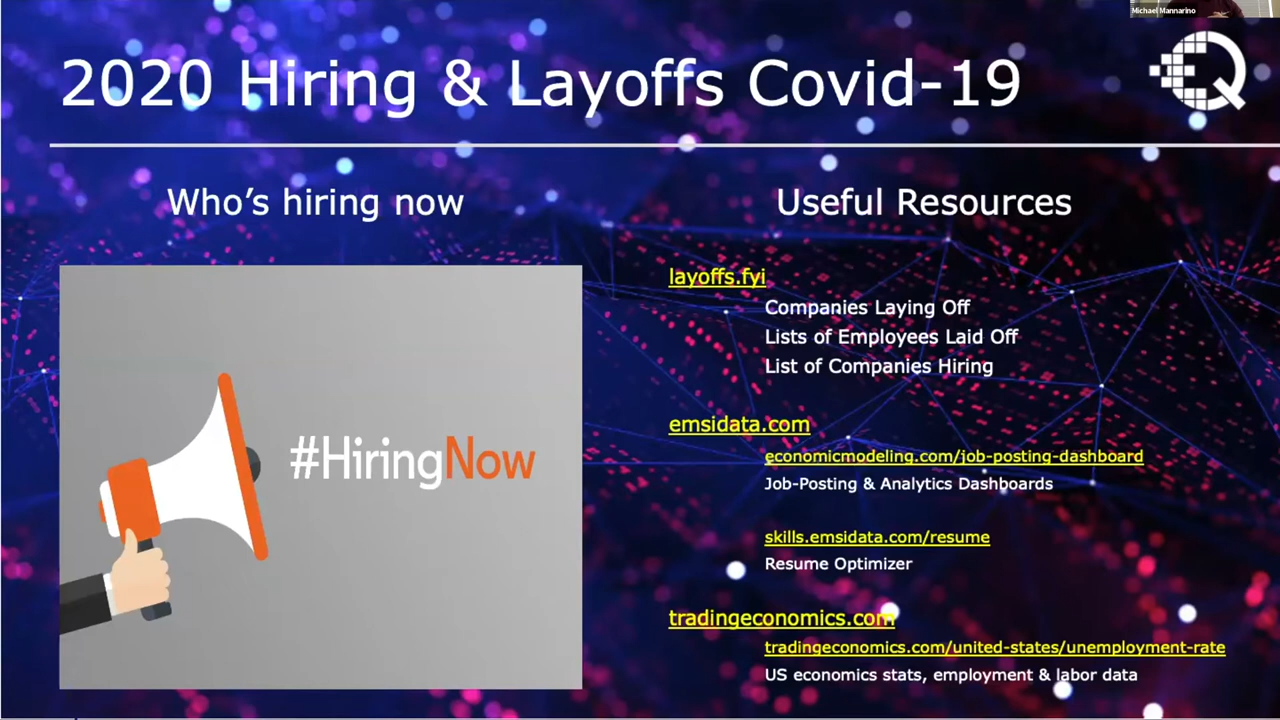 Michael Mannarino
2020 Hiring & Layoffs Covid-19
Who's hiring now
#HiringNow
Useful Resources
layoffs.fyi
Companies Laying Off
Lists of Employees Laid Off
List of Companies Hiring
emsidata.com
economicmodeling.com/job-posting-dashboard
Job-Posting & Analytics Dashboards
skills.emsidata.com/resume
Resume Optimizer
tradingeconomics.com
tradingeconomics.com/united-states/unemployment-rate
US economics stats, employment & labor data